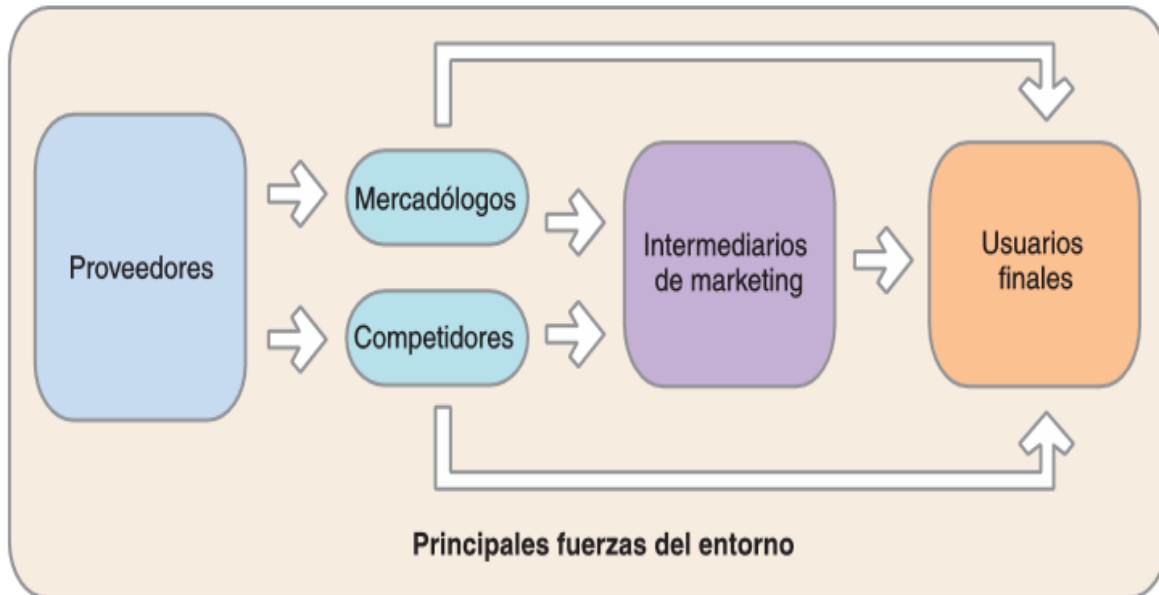 Proveedores
Mercadólogos
Competidores
Intermediarios
de marketing
Usuarios
finales
Principales fuerzas del entorno